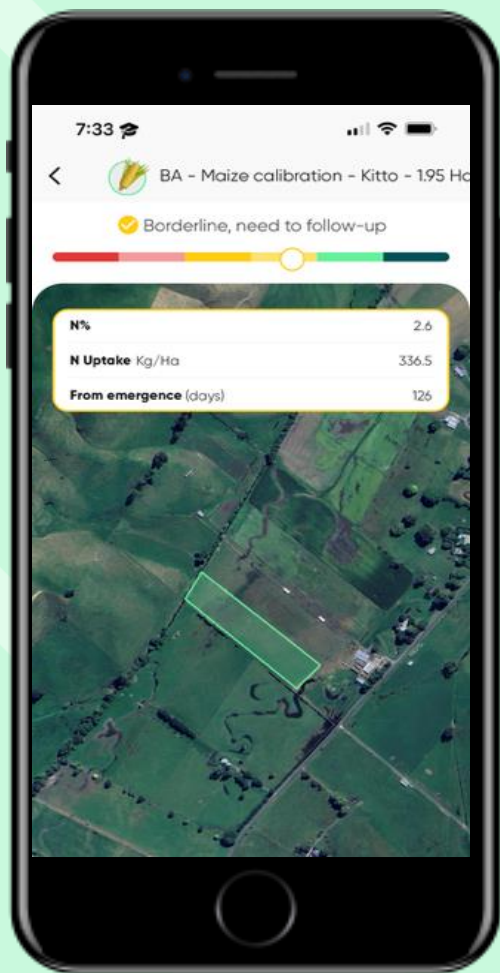 7:33
BA - Maize calibration - Kitto - 1.95 Ha
Borderline, need to follow-up
N% 2.6
N Uptake Kg/Ha 336.5
From emergence (days) 126